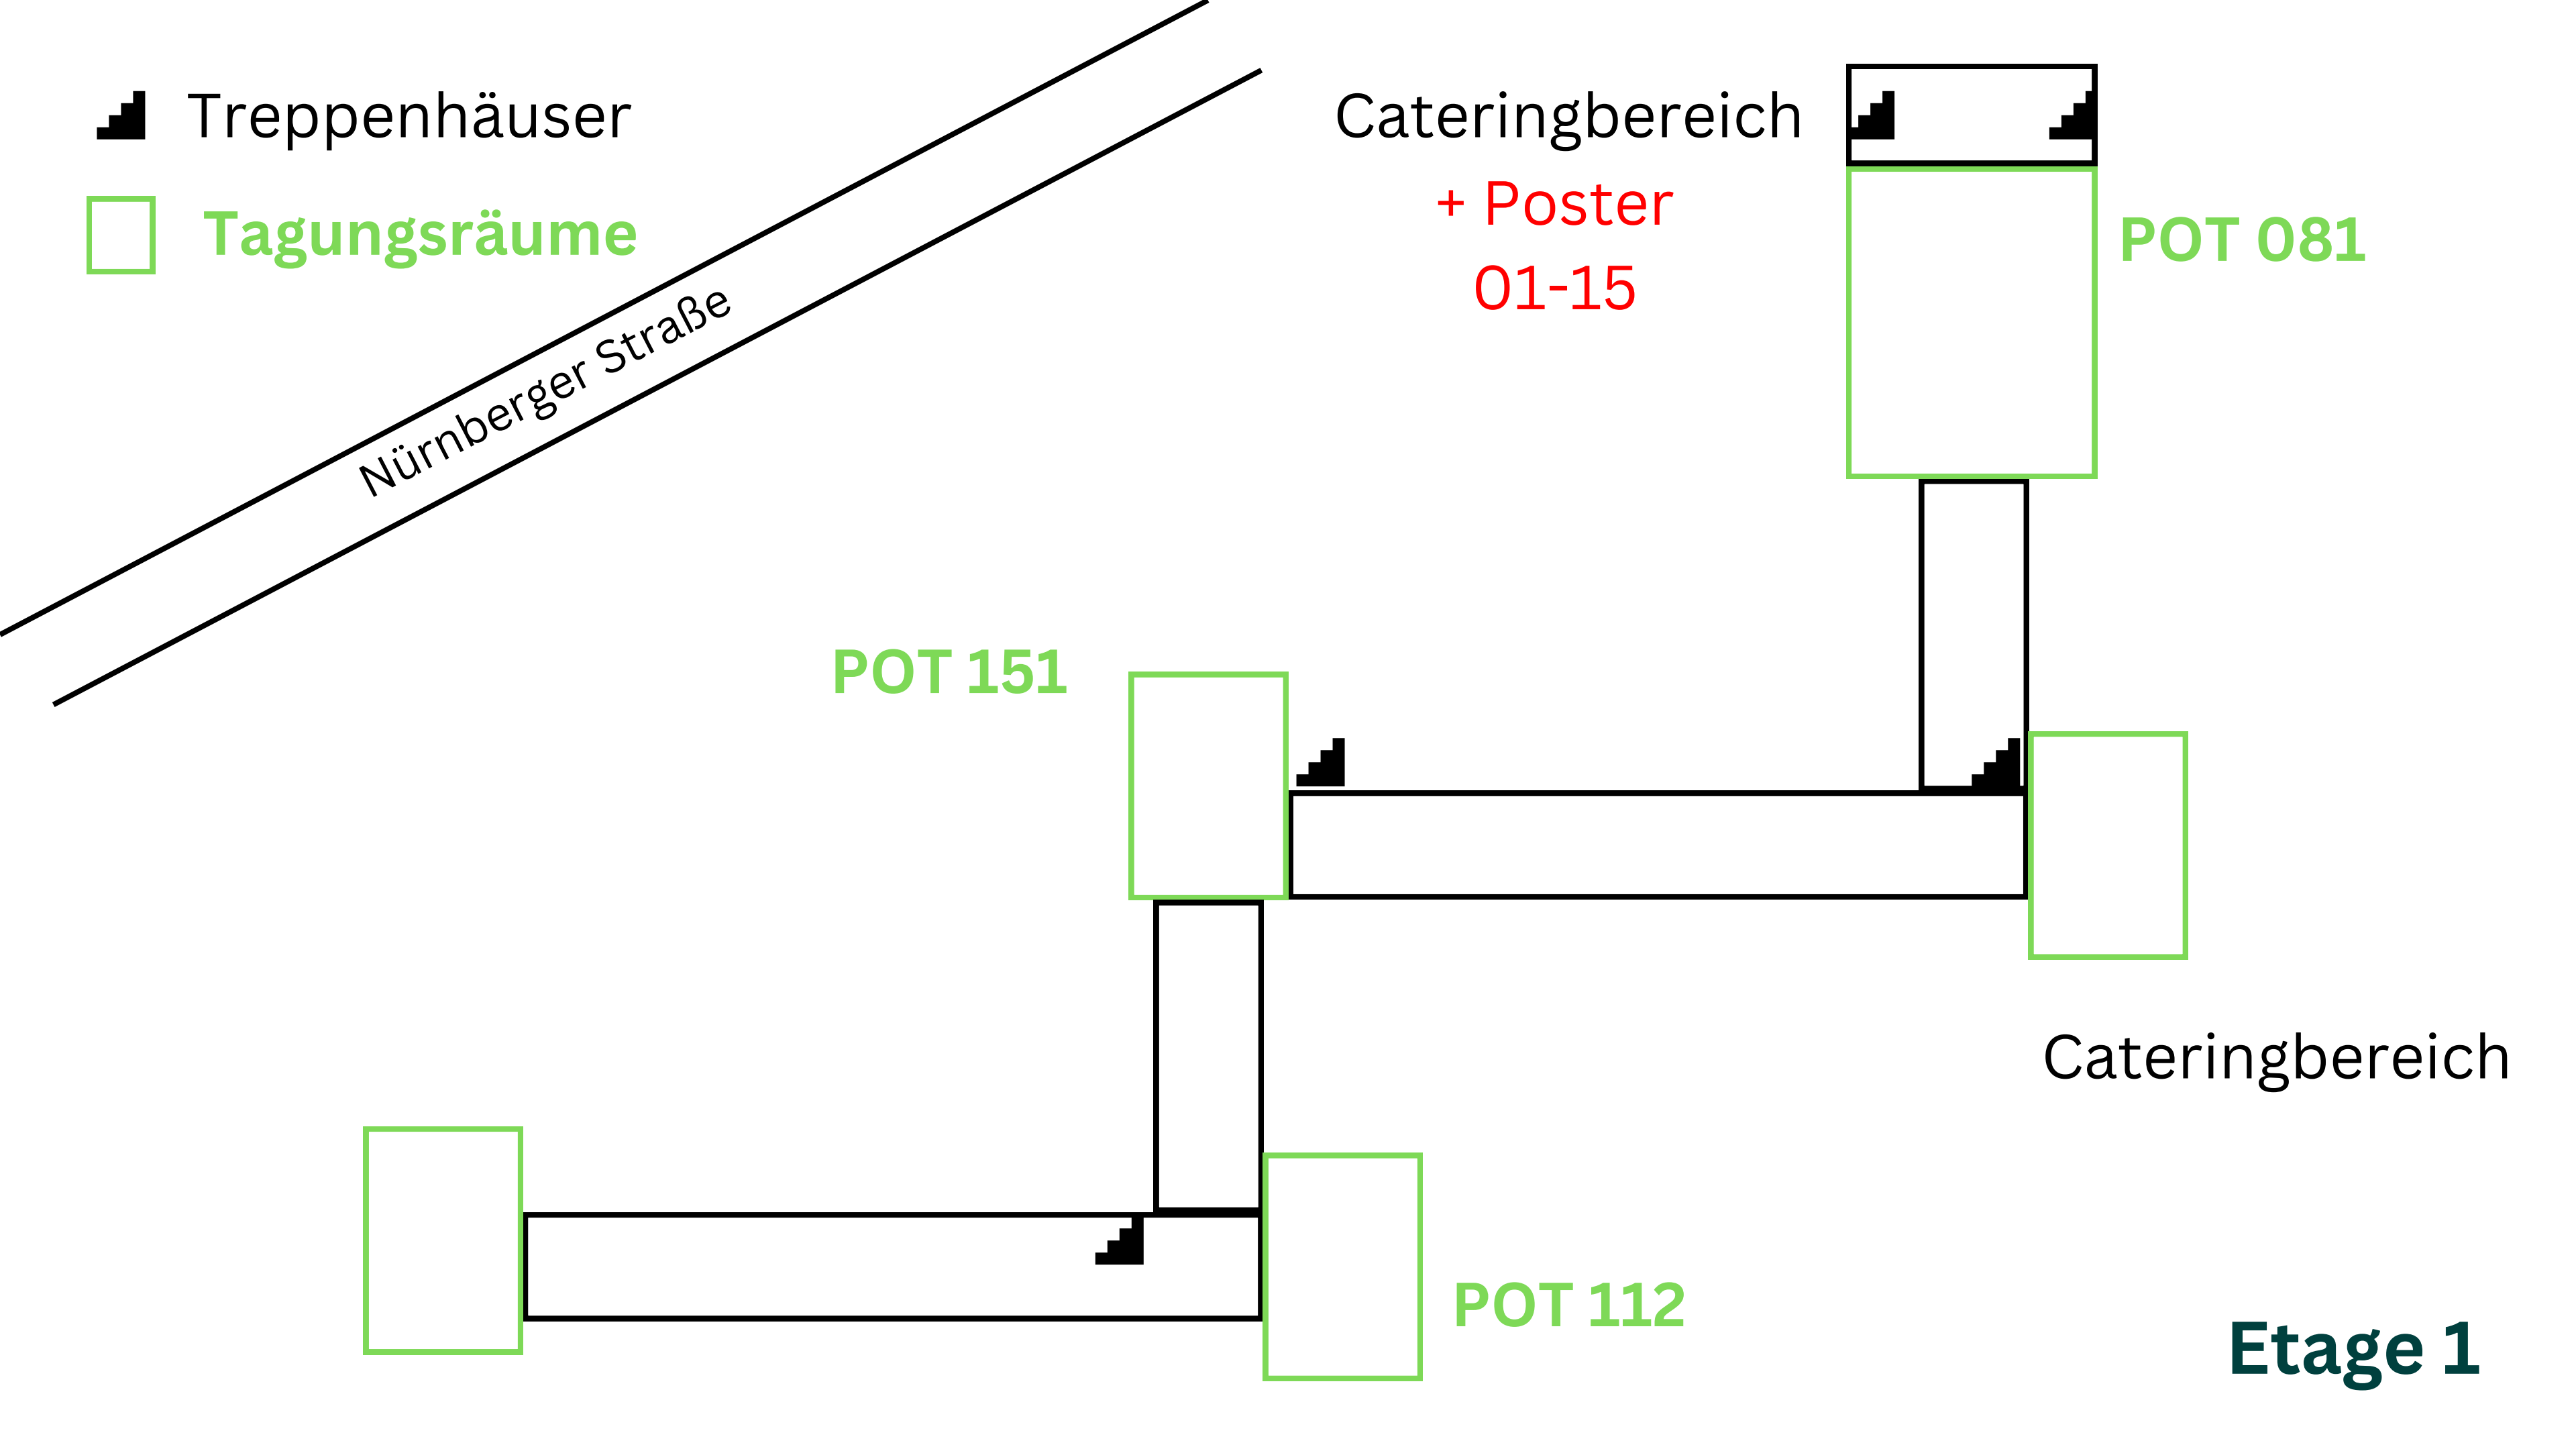 Treppenhäuser
Tagungsräume
Nürnberger Straße
Cateringbereich
+ Poster
01-15
POT 081
POT 151
Cateringbereich
POT 112
Etage 1